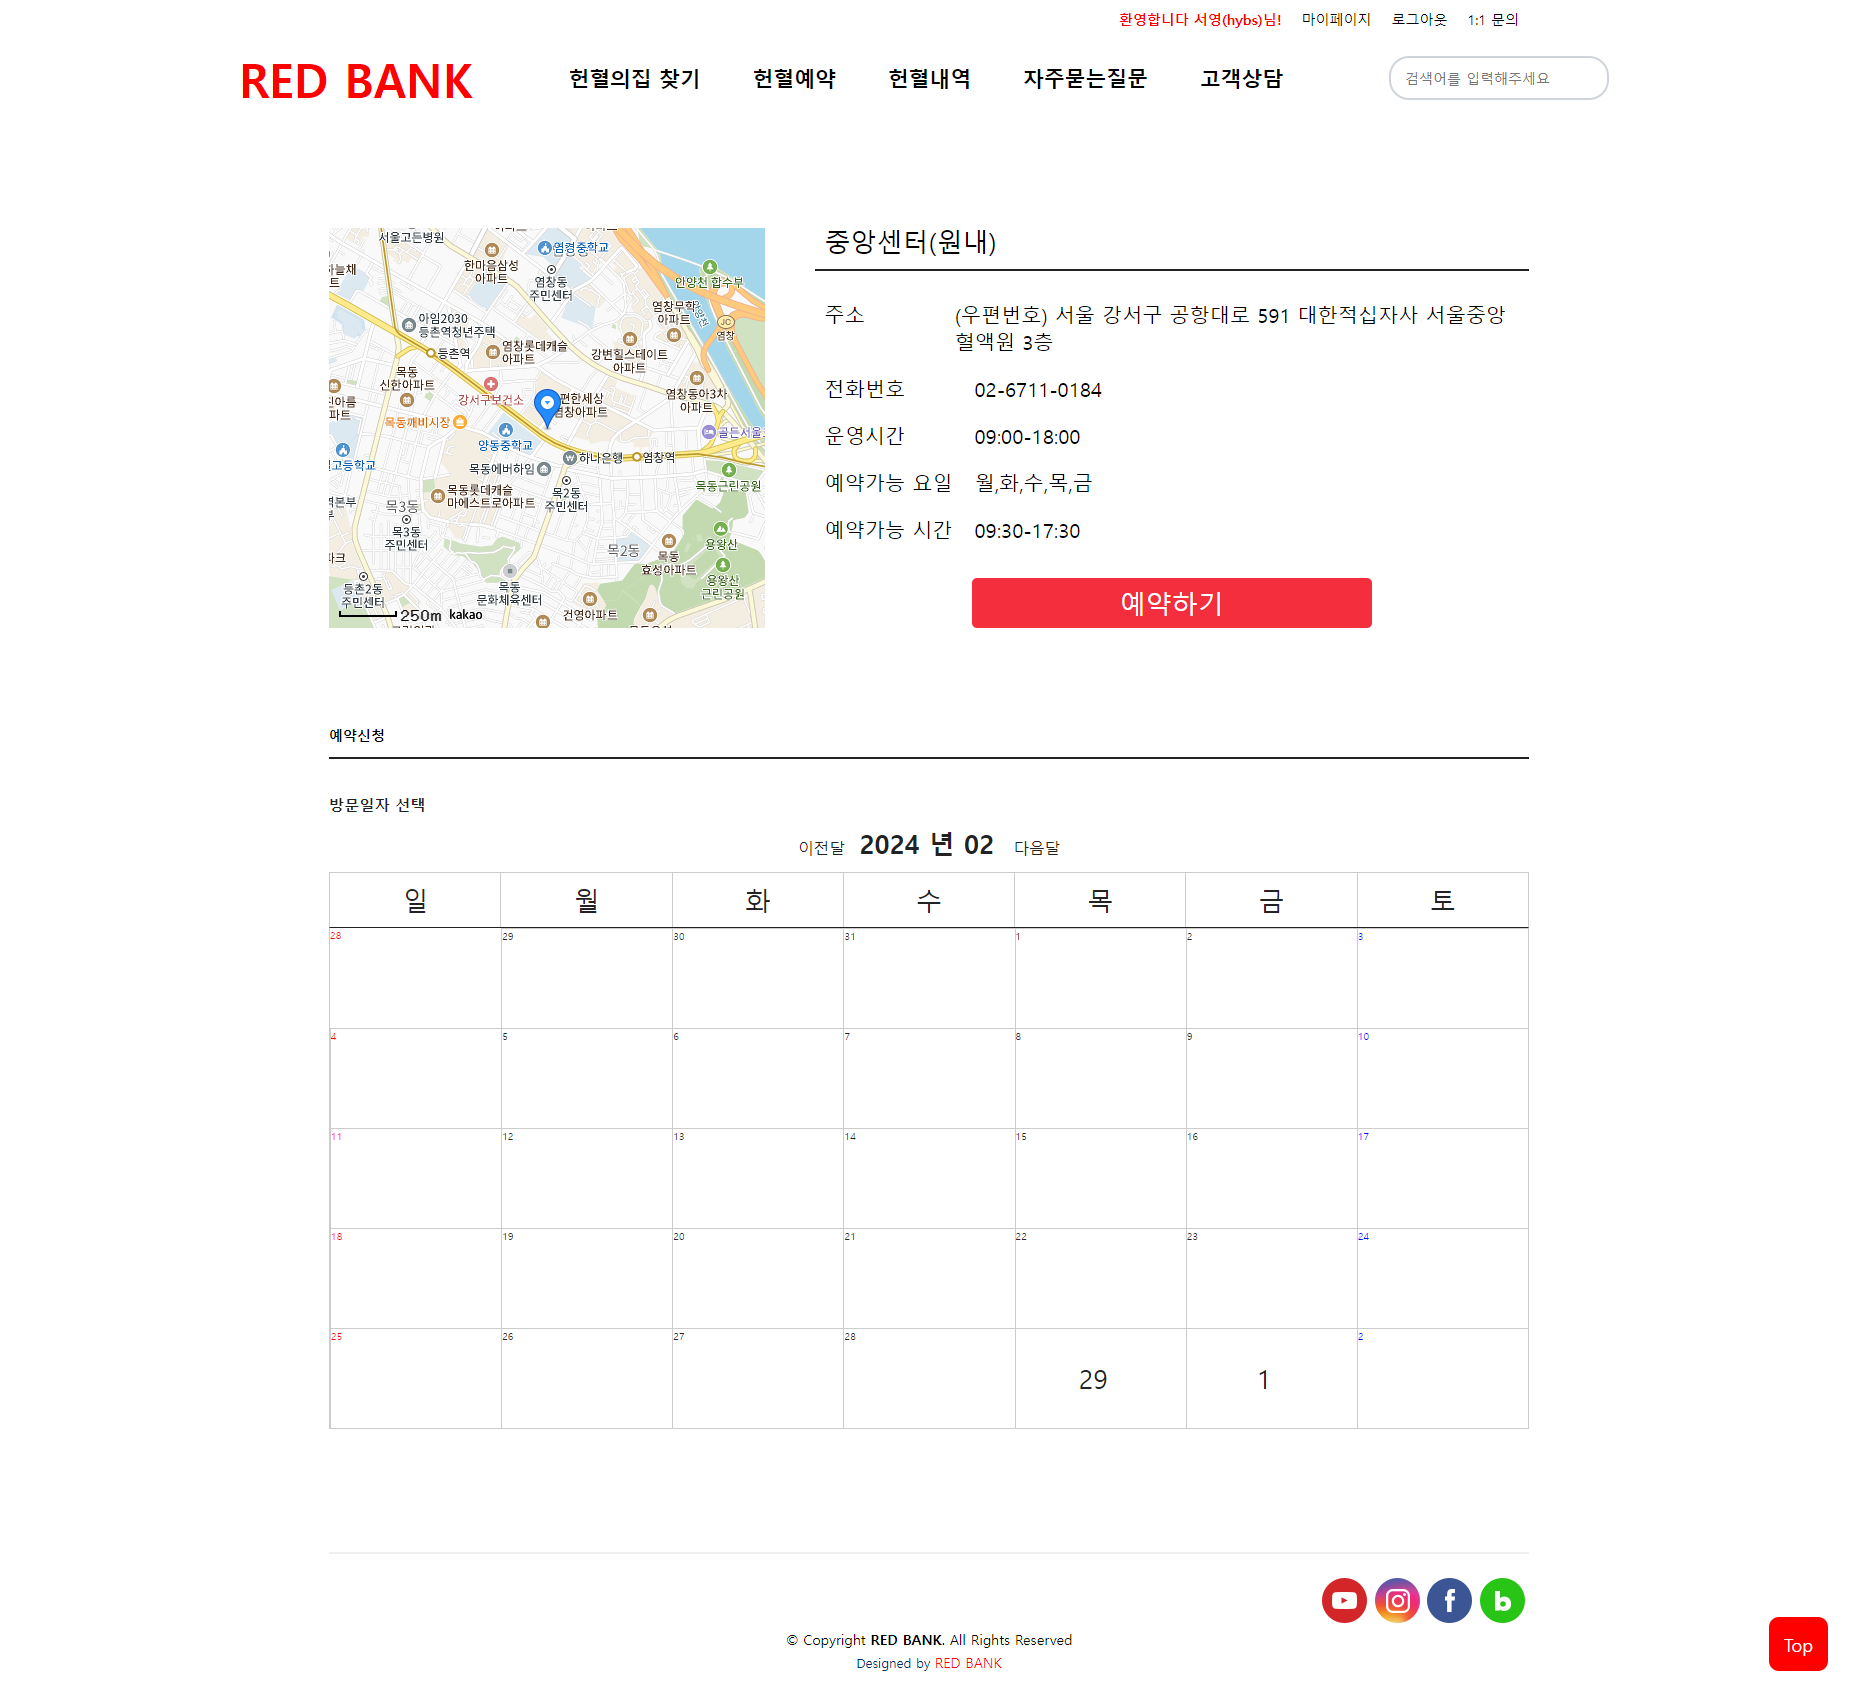 환영합니다 서영(hybs)님! 마이페이지 로그아웃 1:1 문의
RED BANK 헌혈의집 찾기 헌혈예약 헌혈내역 자주묻는질문 고객상담 검색어를 입력해주세요
서울고든병원
염경중학교
한마음삼성
아파트
염창동
주민센터
안양천 합수부
하늘채
염창무학
아파트
안양천
JC
염창
아임2030
등촌역청년주택
등촌역
염창롯데캐슬
아파트
강변힐스테이트
아파트
목동
신한아파트
강서구보건소
편한세상
염창아파트
염창동아3차
아파트
목동깨비시장
양동중학교
골든서울
하나은행
염창역
목동에버하임
목동근린공원
목동롯데캐슬
마에스트로아파트
목2동
주민센터
목3동
목3동
주민센터
목2동
용왕산
목동
효성아파트
용왕산
근린공원
등촌2동
주민센터
목동
문화체육센터
건영아파트
250m kakao
중앙센터(원내)
주소 (우편번호) 서울 강서구 공항대로 591 대한적십자사 서울중앙
혈액원 3층
전화번호 02-6711-0184
운영시간 09:00-18:00
예약가능 요일 월,화,수,목,금
예약가능 시간 09:30-17:30
예약하기
예약신청
방문일자 선택
이전달 2024 년 02 다음달
일 월 화 수 목 금 토
28 29 30 31 1 2 3
4 5 6 7 8 9 10
11 12 13 14 15 16 17
18 19 20 21 22 23 24
25 26 27 28 29 1 2
© Copyright RED BANK. All Rights Reserved
Designed by RED BANK
Top